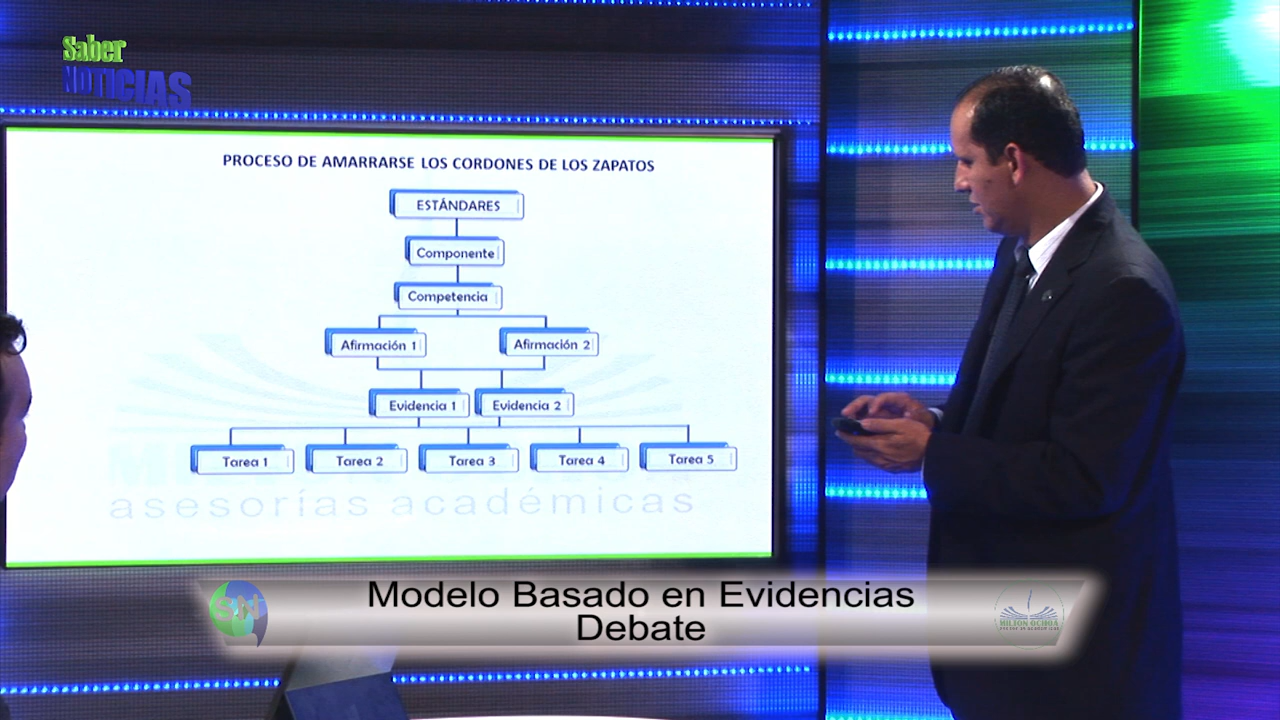 Saber
NOTICIAS
PROCESO DE AMARRARSE LOS CORDONES DE LOS ZAPATOS
ESTÁNDARES
Componente
Competencia
Afirmación 1
Afirmación 2
Evidencia 1
Evidencia 2
Tarea 1
Tarea 2
Tarea 3
Tarea 4
Tarea 5
asesorías académicas
Modelo Basado en Evidencias
Debate
SN
MILTON OCHOA